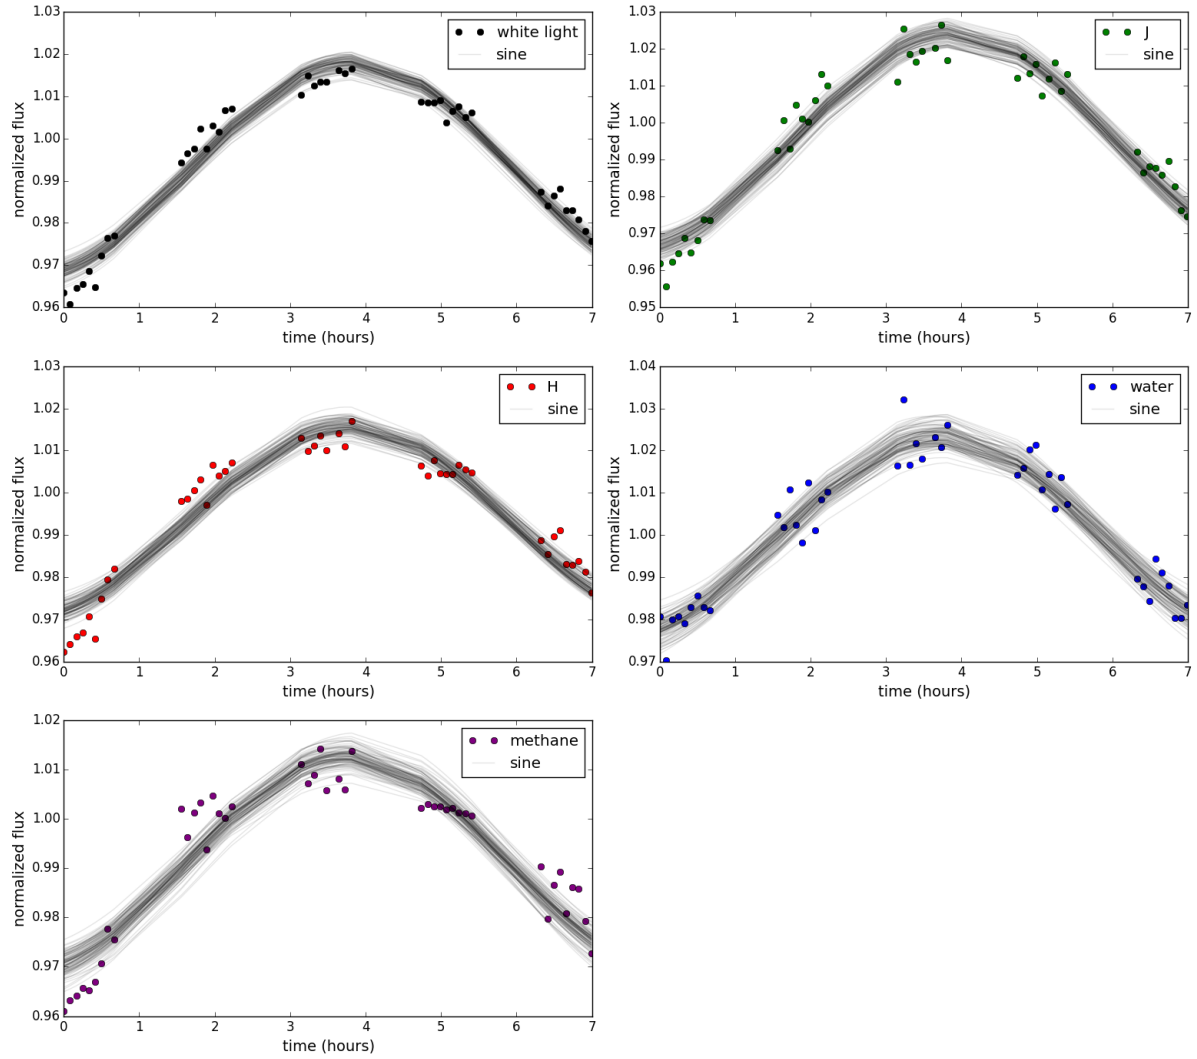 1.03
1.02
1.01
1.00
0.99
0.98
0.97
0.96
normalized flux
white light
sine
0 1 2 3 4 5 6 7
time (hours)
1.03
1.02
1.01
1.00
0.99
0.98
0.97
0.96
0.95
normalized flux
J
sine
0 1 2 3 4 5 6 7
time (hours)
1.03
1.02
1.01
1.00
0.99
0.98
0.97
0.96
normalized flux
H
sine
0 1 2 3 4 5 6 7
time (hours)
1.04
1.03
1.02
1.01
1.00
0.99
0.98
0.97
normalized flux
water
sine
0 1 2 3 4 5 6 7
time (hours)
1.02
1.01
1.00
0.99
0.98
0.97
0.96
normalized flux
methane
sine
0 1 2 3 4 5 6 7
time (hours)